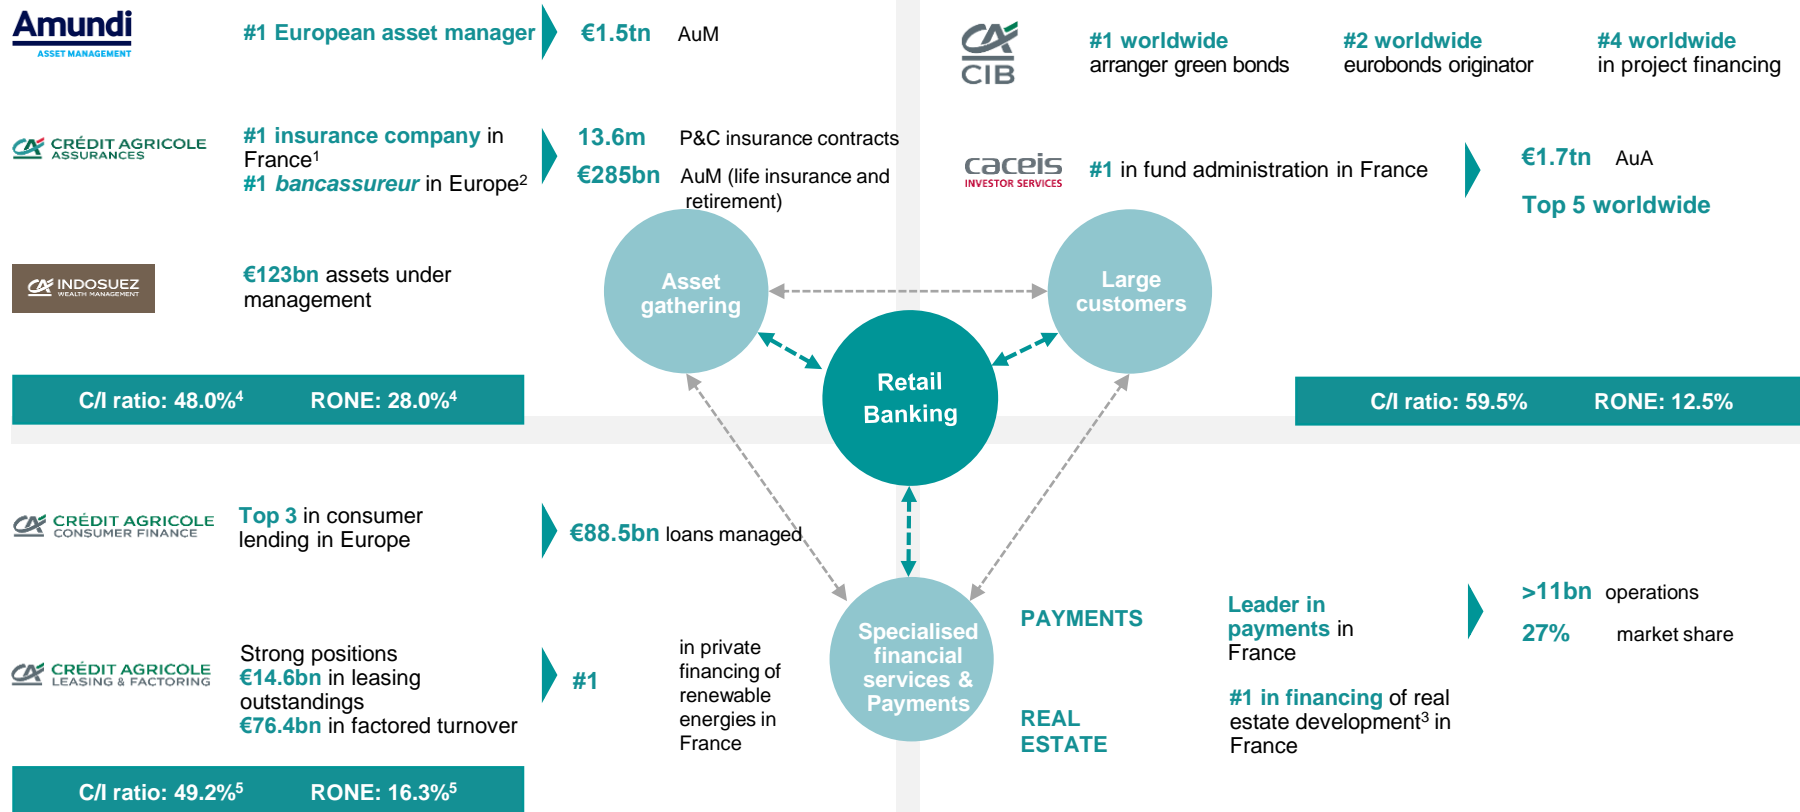 Amundi
ASSET MANAGEMENT
#1 European asset manager
€1.5tn AuM
CRÉDIT AGRICOLE
ASSURANCES
#1 insurance company in
France1
#1 bancassureur in Europe2
13.6m P&C insurance contracts
€285bn AuM (life insurance and
retirement)
CA INDOSUEZ
WEALTH MANAGEMENT
€123bn assets under
management
C/I ratio: 48.0%4 RONE: 28.0%4
CA
CIB
#1 worldwide
arranger green bonds
#2 worldwide
eurobonds originator
#4 worldwide
in project financing
caceis
INVESTOR SERVICES
#1 in fund administration in France
€1.7tn AuA
Top 5 worldwide
C/I ratio: 59.5% RONE: 12.5%
Asset
gathering
Large
customers
Retail
Banking
Specialised
financial
services &
Payments
CA CRÉDIT AGRICOLE
CONSUMER FINANCE
Top 3 in consumer
lending in Europe
€88.5bn loans managed
CA CRÉDIT AGRICOLE
LEASING & FACTORING
Strong positions
€14.6bn in leasing
outstandings
€76.4bn in factored turnover
#1
in private
financing of
renewable
energies in
France
C/I ratio: 49.2%5 RONE: 16.3%5
PAYMENTS
Leader in
payments in
France
>11bn operations
27% market share
REAL
ESTATE
#1 in financing of real
estate development3 in
France